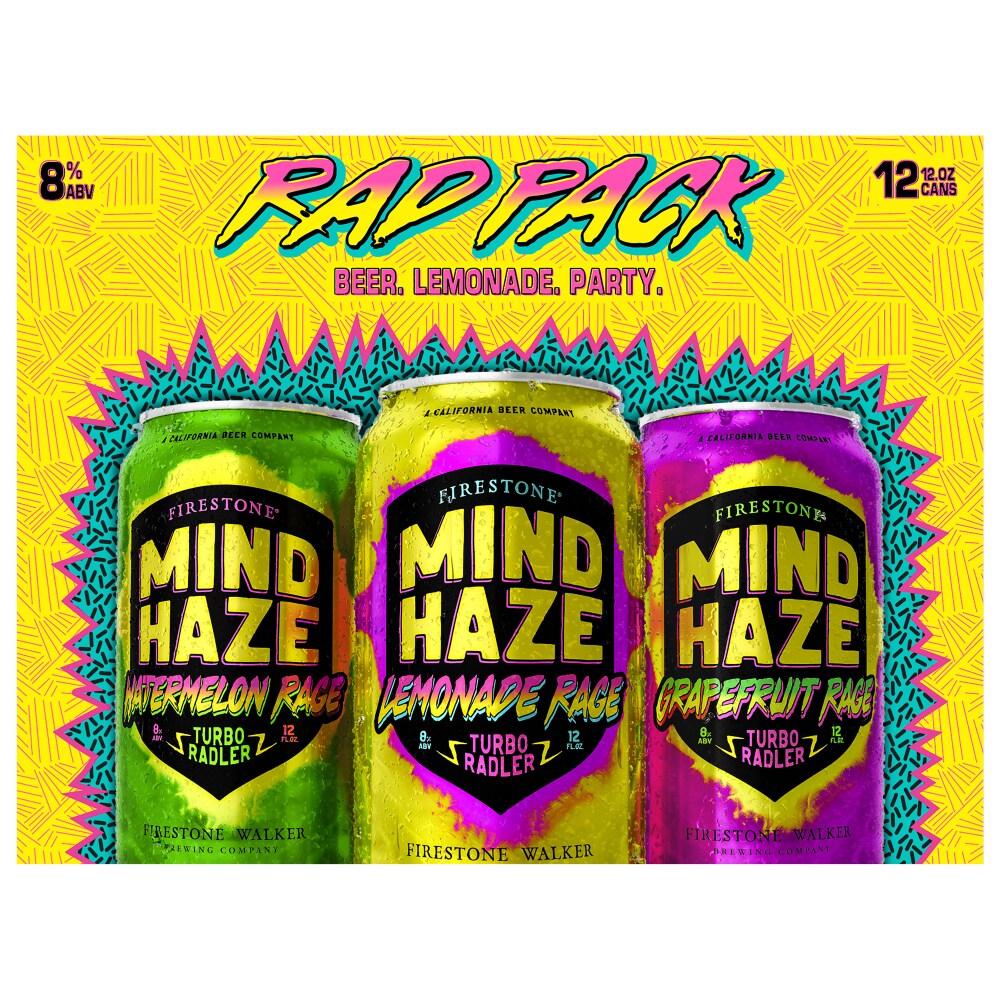 8% ABV
RAD PACK
12 12.OZ CANS
BEER. LEMONADE. PARTY.
A CALIFORNIA BEER COMPANY
FIRESTONE®
MIND
HAZE
WATERMELON RAGE
8% ABV
TURBO
RADLER
12 FL.OZ.
FIRESTONE WALKER
BREWING COMPANY
A CALIFORNIA BEER COMPANY
FIRESTONE®
MIND
HAZE
LEMONADE RAGE
8% ABV
TURBO
RADLER
12 FL.OZ.
FIRESTONE WALKER
A CALIFORNIA BEER COMPANY
FIRESTONE
MIND
HAZE
GRAPEFRUIT RAGE
8% ABV
TURBO
RADLER
12 FL.OZ.
FIRESTONE WALKER
BREWING COMPANY